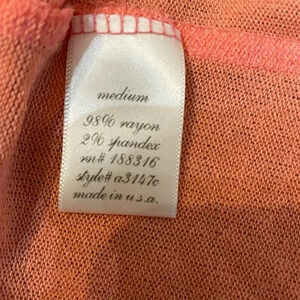 medium
98% rayon
2% spandex
rn# 188316
style# a3147c
made in u.s.a.